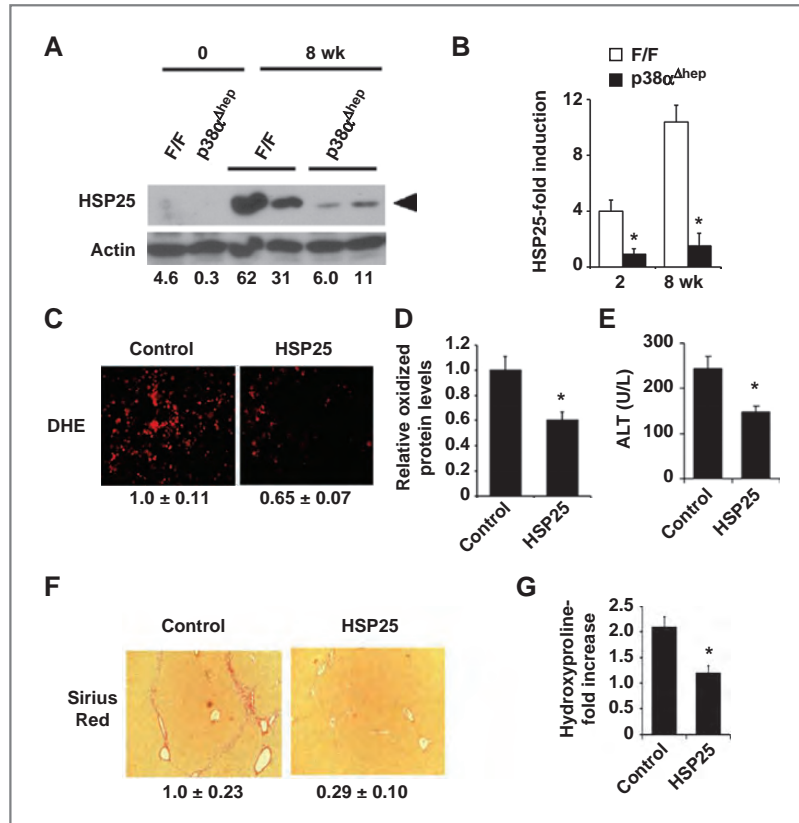 A
0 8 wk
F/F p38α^Δhep F/F p38α^Δhep
HSP25
Actin
4.6 0.3 62 31 6.0 11
B
F/F
p38α^Δhep
HSP25-fold induction
12
8
4
0
* *
2 8 wk
C
Control HSP25
DHE
1.0 ± 0.11 0.65 ± 0.07
D
Relative oxidized
protein levels
1.2
1.0
0.8
0.6
0.4
0.2
0
*
Control HSP25
E
ALT (U/L)
300
200
100
0
*
Control HSP25
F
Control HSP25
Sirius
Red
1.0 ± 0.23 0.29 ± 0.10
G
Hydroxyproline-
fold increase
2.5
2.0
1.5
1.0
0.5
0
*
Control HSP25